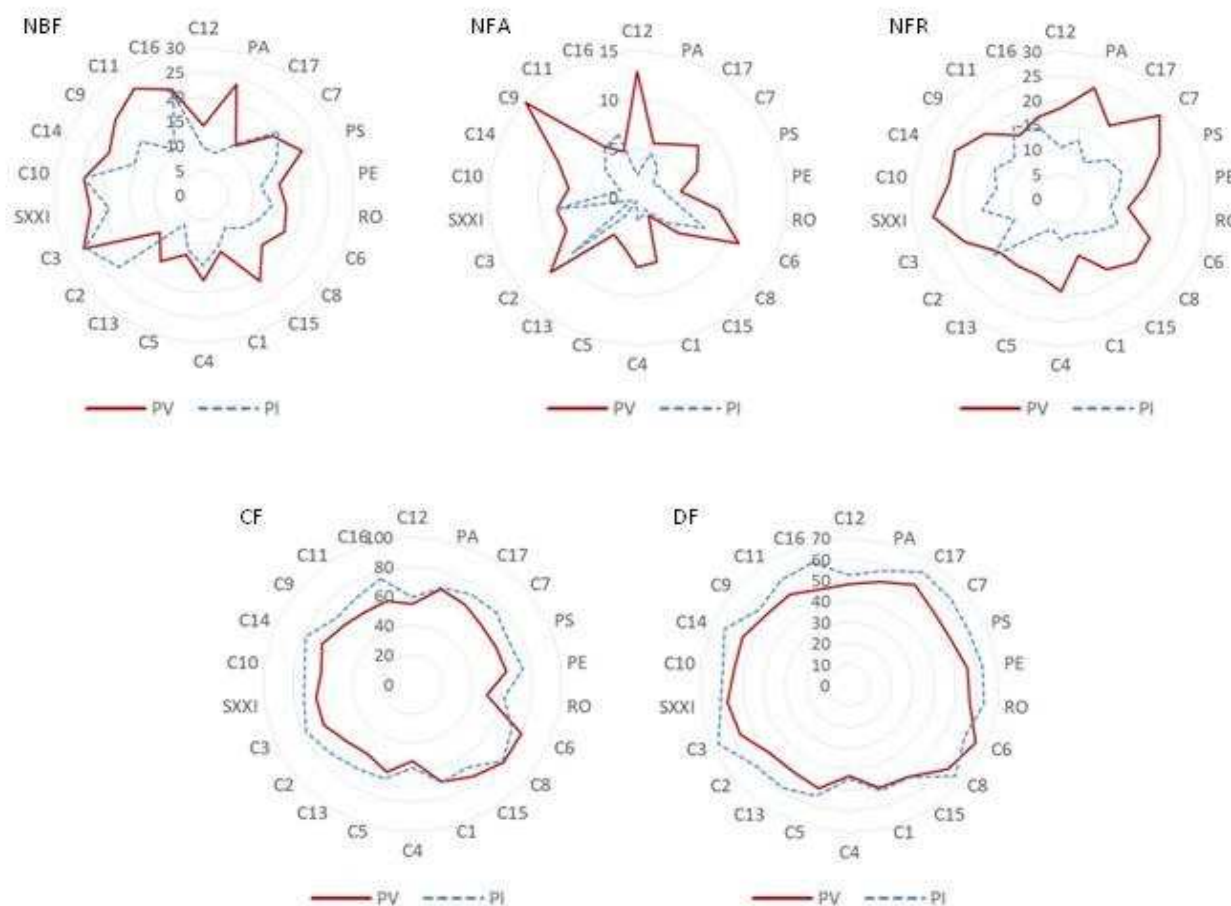 NBF
C12
PA
C17
C7
PS
PE
RO
C6
C8
C15
C1
C4
C5
C13
C2
C3
SXXI
C10
C14
C9
C11
C16
30
25
20
15
10
5
0
PV PI
NFA
C12
PA
C17
C7
PS
PE
RO
C6
C8
C15
C1
C4
C5
C13
C2
C3
SXXI
C10
C14
C9
C11
C16
15
10
5
0
PV PI
NFR
C12
PA
C17
C7
PS
PE
RO
C6
C8
C15
C1
C4
C5
C13
C2
C3
SXXI
C10
C14
C9
C11
C16
30
25
20
15
10
5
0
PV PI
CF
C12
PA
C17
C7
PS
PE
RO
C6
C8
C15
C1
C4
C5
C13
C2
C3
SXXI
C10
C14
C9
C11
C16
100
80
60
40
20
0
PV PI
DF
C12
PA
C17
C7
PS
PE
RO
C6
C8
C15
C1
C4
C5
C13
C2
C3
SXXI
C10
C14
C9
C11
C16
70
60
50
40
30
20
10
0
PV PI